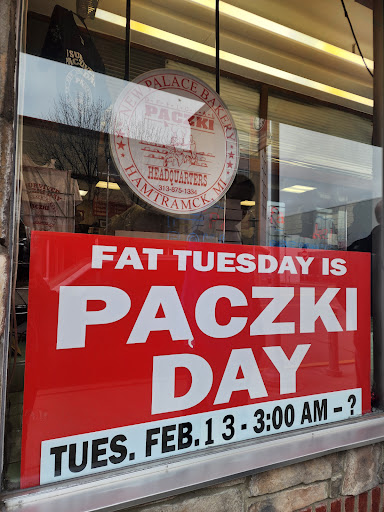 NEW PALACE BAKERY
PACZKI
HEADQUARTERS
313-875-1334
HAMTRAMCK, MI
FAT TUESDAY IS
PĄCZKI
DAY
TUES. FEB. 13 - 3:00 AM – ?